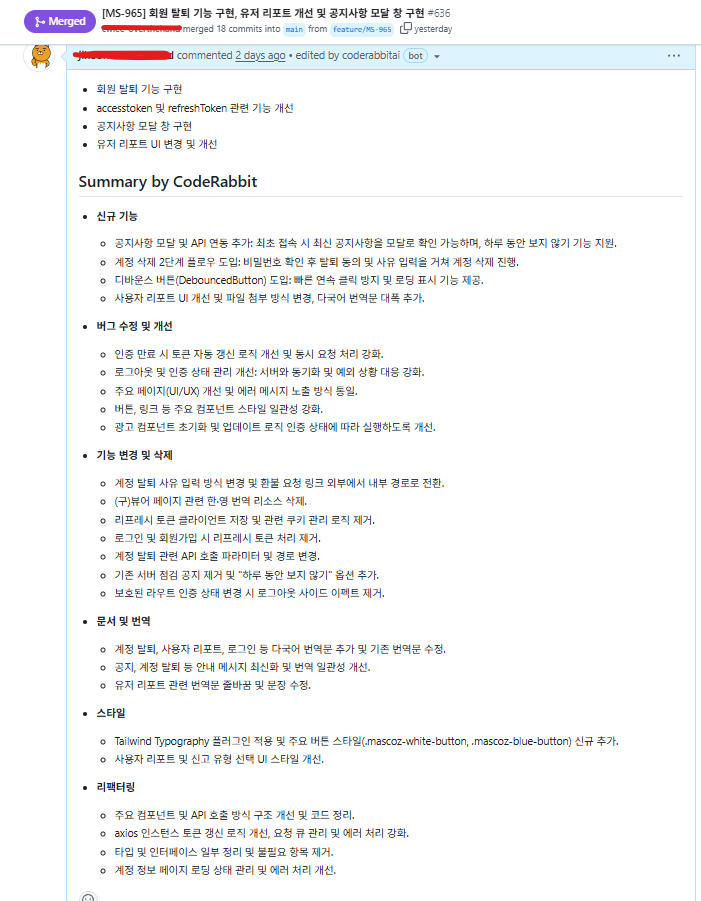 Merged
[MS-965] 회원 탈퇴 기능 구현, 유저 리포트 개선 및 공지사항 모달 창 구현 #636
merged 18 commits into main from feature/MS-965 yesterday
commented 2 days ago • edited by coderabbitai bot
회원 탈퇴 기능 구현
accesstoken 및 refreshToken 관련 기능 개선
공지사항 모달 창 구현
유저 리포트 UI 변경 및 개선
Summary by CodeRabbit
신규 기능
공지사항 모달 및 API 연동 추가: 최초 접속 시 최신 공지사항을 모달로 확인 가능하며, 하루 동안 보지 않기 기능 지원.
계정 삭제 2단계 플로우 도입: 비밀번호 확인 후 탈퇴 동의 및 사유 입력을 거쳐 계정 삭제 진행.
디바운스 버튼(DebouncedButton) 도입: 빠른 연속 클릭 방지 및 로딩 표시 기능 제공.
사용자 리포트 UI 개선 및 파일 첨부 방식 변경, 다국어 번역문 대폭 추가.
버그 수정 및 개선
인증 만료 시 토큰 자동 갱신 로직 개선 및 동시 요청 처리 강화.
로그아웃 및 인증 상태 관리 개선: 서버와 동기화 및 예외 상황 대응 강화.
주요 페이지(UI/UX) 개선 및 에러 메시지 노출 방식 통일.
버튼, 링크 등 주요 컴포넌트 스타일 일관성 강화.
광고 컴포넌트 초기화 및 업데이트 로직 인증 상태에 따라 실행하도록 개선.
기능 변경 및 삭제
계정 탈퇴 사유 입력 방식 변경 및 환불 요청 링크 외부에서 내부 경로로 전환.
(구)뷰어 페이지 관련 한·영 번역 리소스 삭제.
리프레시 토큰 클라이언트 저장 및 관련 쿠키 관리 로직 제거.
로그인 및 회원가입 시 리프레시 토큰 처리 제거.
계정 탈퇴 관련 API 호출 파라미터 및 경로 변경.
기존 서버 점검 공지 제거 및 "하루 동안 보지 않기" 옵션 추가.
보호된 라우트 인증 상태 변경 시 로그아웃 사이드 이펙트 제거.
문서 및 번역
계정 탈퇴, 사용자 리포트, 로그인 등 다국어 번역문 추가 및 기존 번역문 수정.
공지, 계정 탈퇴 등 안내 메시지 최신화 및 번역 일관성 개선.
유저 리포트 관련 번역문 줄바꿈 및 문장 수정.
스타일
Tailwind Typography 플러그인 적용 및 주요 버튼 스타일(.mascoz-white-button, .mascoz-blue-button) 신규 추가.
사용자 리포트 및 신고 유형 선택 UI 스타일 개선.
리팩터링
주요 컴포넌트 및 API 호출 방식 구조 개선 및 코드 정리.
axios 인스턴스 토큰 갱신 로직 개선, 요청 큐 관리 및 에러 처리 강화.
타입 및 인터페이스 일부 정리 및 불필요 항목 제거.
계정 정보 페이지 로딩 상태 관리 및 에러 처리 개선.